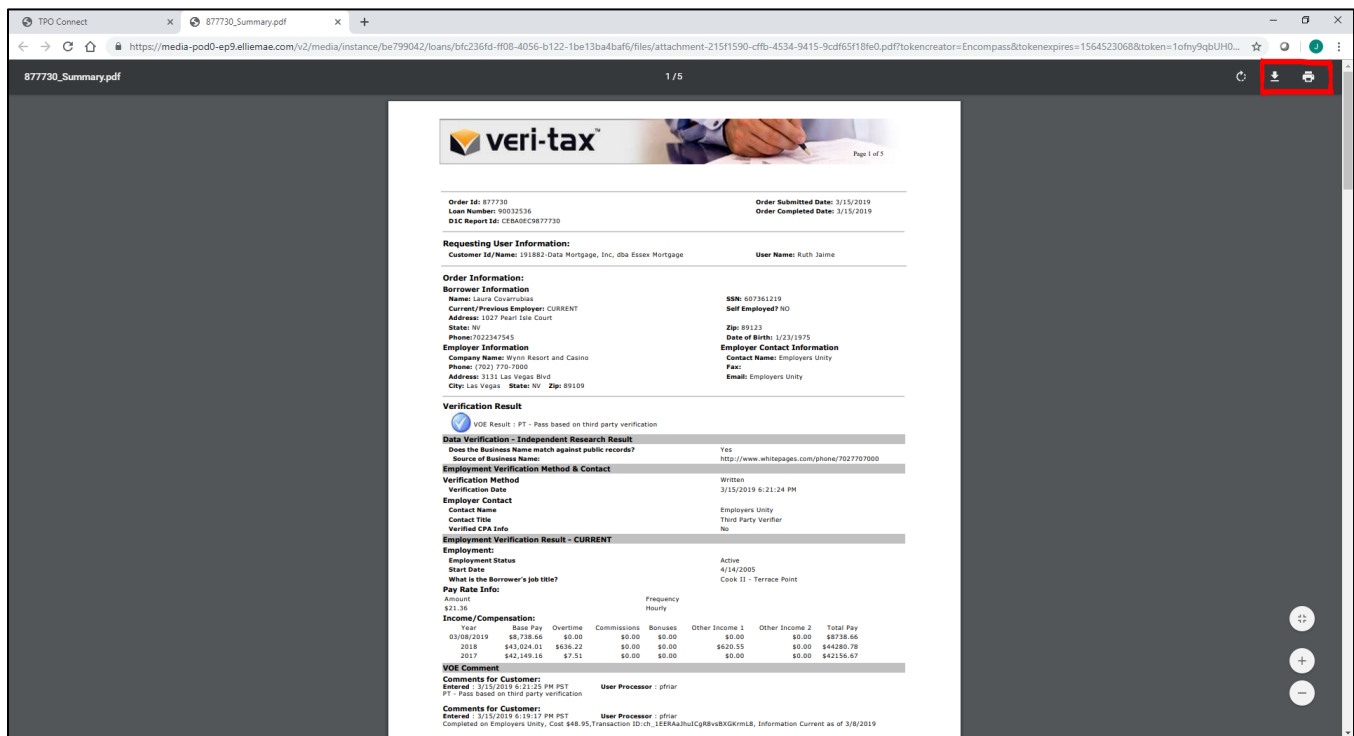 TPO Connect
877730_Summary.pdf
https://media-pod0-ep9.elliemae.com/v2/media/instance/be799042/loans/bfc236fd-ff08-4056-b122-1be13ba4baf6/files/attachment-215f1590-cffb-4534-9415-9cdf65f18fe0.pdf?tokencreator=Encompass&tokenexpires=1564523068&token=1ofny9qbUH0...
J
877730_Summary.pdf 1 / 5
veri-tax™
Page 1 of 5
Order Id: 877730 Order Submitted Date: 3/15/2019
Loan Number: 90032536 Order Completed Date: 3/15/2019
D1C Report Id: CEBA0EC9877730
Requesting User Information:
Customer Id/Name: 191882-Data Mortgage, Inc, dba Essex Mortgage User Name: Ruth Jaime
Order Information:
Borrower Information
Name: Laura Covarrubias SSN: 607361219
Current/Previous Employer: CURRENT Self Employed? NO
Address: 1027 Pearl Isle Court
State: NV Zip: 89123
Phone:7022347545 Date of Birth: 1/23/1975
Employer Information Employer Contact Information
Company Name: Wynn Resort and Casino Contact Name: Employers Unity
Phone: (702) 770-7000 Fax:
Address: 3131 Las Vegas Blvd Email: Employers Unity
City: Las Vegas State: NV Zip: 89109
Verification Result
VOE Result : PT - Pass based on third party verification
Data Verification - Independent Research Result
Does the Business Name match against public records? Yes
Source of Business Name: http://www.whitepages.com/phone/7027707000
Employment Verification Method & Contact
Verification Method Written
Verification Date 3/15/2019 6:21:24 PM
Employer Contact
Contact Name Employers Unity
Contact Title Third Party Verifier
Verified CPA Info No
Employment Verification Result - CURRENT
Employment:
Employment Status Active
Start Date 4/14/2005
What is the Borrower's job title? Cook II - Terrace Point
Pay Rate Info:
Amount Frequency
$21.36 Hourly
Income/Compensation:
Year Base Pay Overtime Commissions Bonuses Other Income 1 Other Income 2 Total Pay
03/08/2019 $8,738.66 $0.00 $0.00 $0.00 $0.00 $0.00 $8738.66
2018 $43,024.01 $636.22 $0.00 $0.00 $620.55 $0.00 $44280.78
2017 $42,149.16 $7.51 $0.00 $0.00 $0.00 $0.00 $42156.67
VOE Comment
Comments for Customer:
Entered : 3/15/2019 6:21:25 PM PST User Processor : pfriar
PT - Pass based on third party verification
Comments for Customer:
Entered : 3/15/2019 6:19:17 PM PST User Processor : pfriar
Completed on Employers Unity, Cost $48.95,Transaction ID:ch_1EERAaJhuICgR8vsBXGKrmL8, Information Current as of 3/8/2019